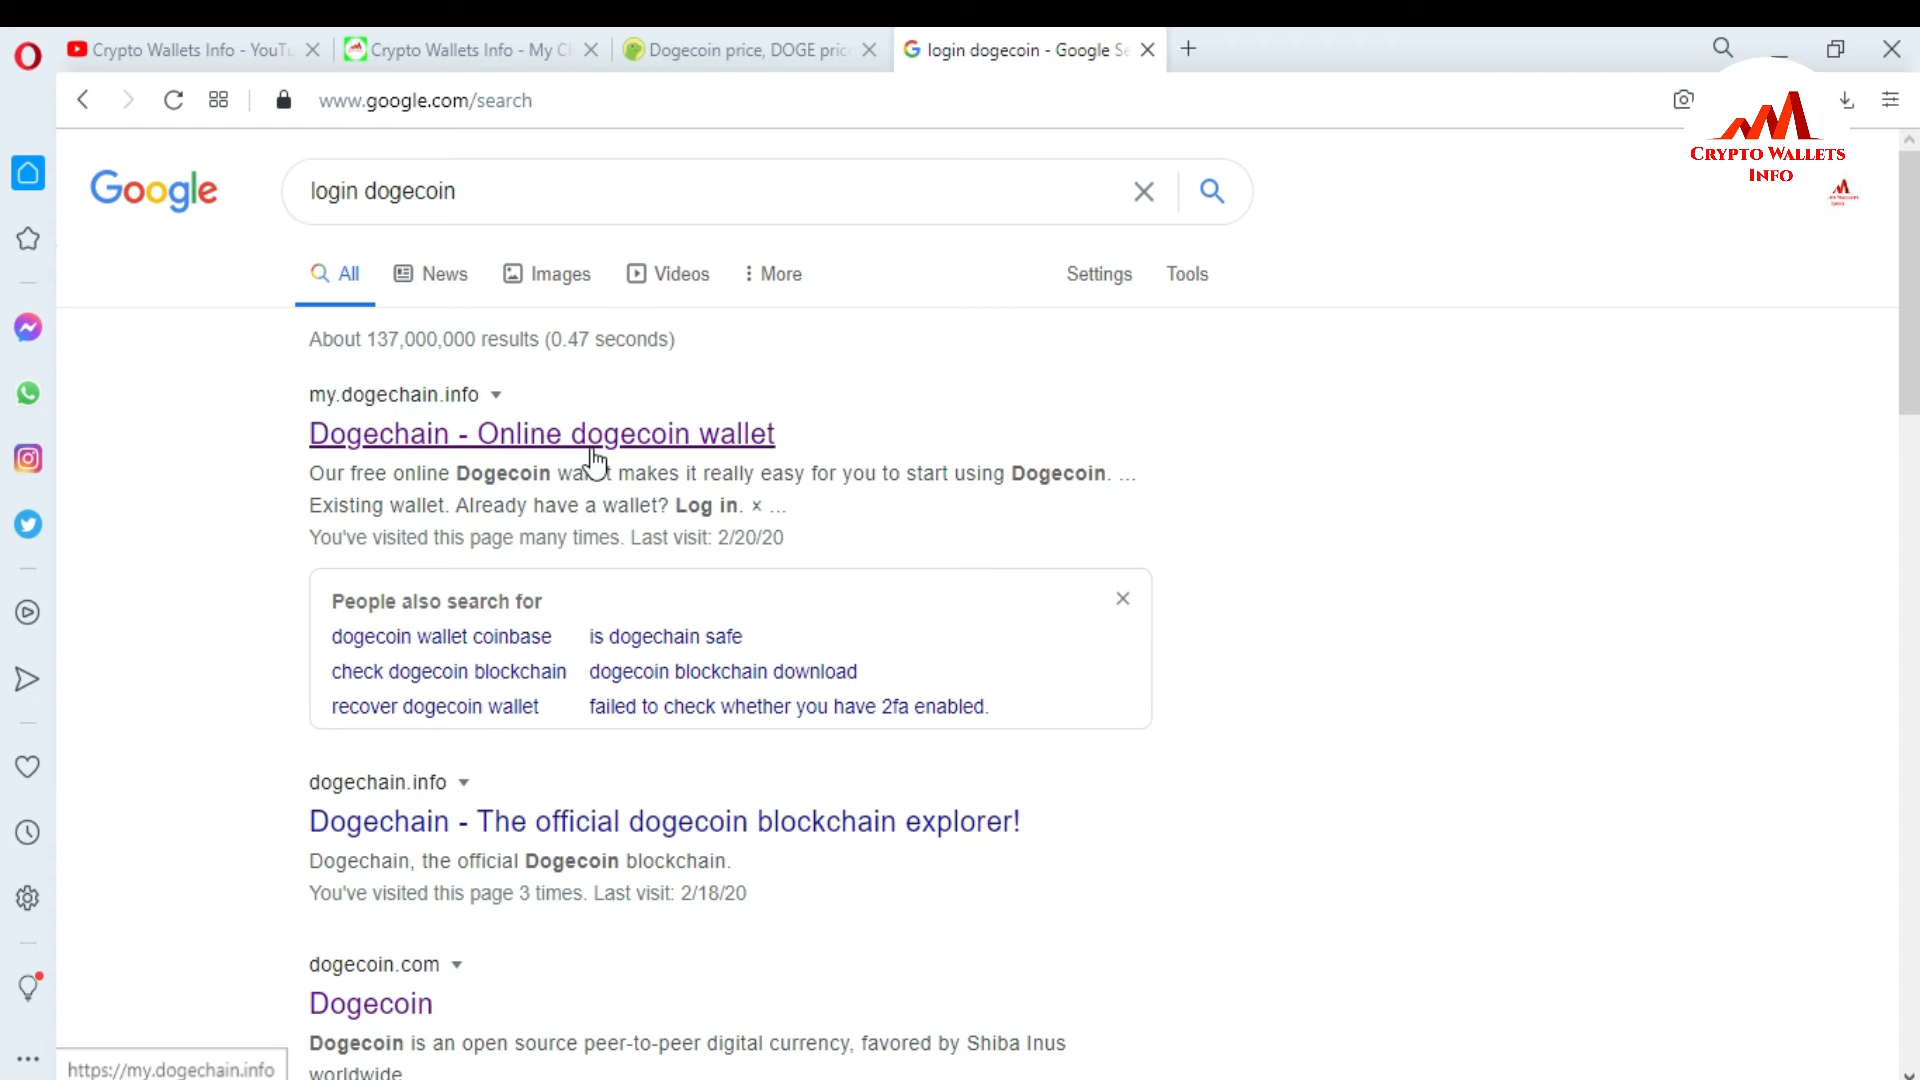 Crypto Wallets Info - YouTu
Crypto Wallets Info - My Cr
Dogecoin price, DOGE pric
login dogecoin - Google Se
www.google.com/search
CRYPTO WALLETS
INFO
Google
login dogecoin
All
News
Images
Videos
More
Settings
Tools
About 137,000,000 results (0.47 seconds)
my.dogechain.info
Dogechain - Online dogecoin wallet
Our free online Dogecoin wallet makes it really easy for you to start using Dogecoin. ...
Existing wallet. Already have a wallet? Log in. × ...
You've visited this page many times. Last visit: 2/20/20
People also search for
dogecoin wallet coinbase
is dogechain safe
check dogecoin blockchain
dogecoin blockchain download
recover dogecoin wallet
failed to check whether you have 2fa enabled.
dogechain.info
Dogechain - The official dogecoin blockchain explorer!
Dogechain, the official Dogecoin blockchain.
You've visited this page 3 times. Last visit: 2/18/20
dogecoin.com
Dogecoin
Dogecoin is an open source peer-to-peer digital currency, favored by Shiba Inus
worldwide
https://my.dogechain.info